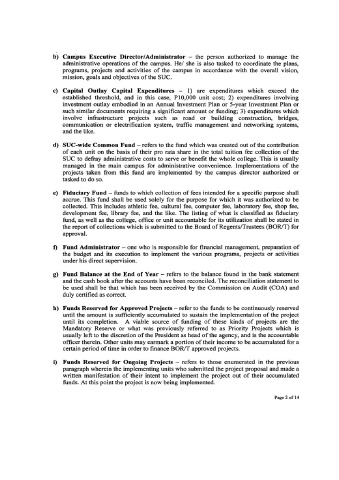 b) Campus Executive Director/Administrator – the person authorized to manage the
administrative operations of the campus. He/ she is also tasked to coordinate the plans,
programs, projects and activities of the campus in accordance with the overall vision,
mission, goals and objectives of the SUC.
c) Capital Outlay Capital Expenditures – 1) are expenditures which exceed the
established threshold, and in this case, P10,000 unit cost; 2) expenditures involving
investment outlay embodied in an Annual Investment Plan or 5-year Investment Plan or
such similar documents requiring a significant amount or funding; 3) expenditures which
involve infrastructure projects such as road or building construction, bridges,
communication or electrification system, traffic management and networking systems,
and the like.
d) SUC-wide Common Fund – refers to the fund which was created out of the contribution
of each unit on the basis of their pro rata share in the total tuition fee collection of the
SUC to defray administrative costs to serve or benefit the whole college. This is usually
managed in the main campus for administrative convenience. Implementations of the
projects taken from this fund are implemented by the campus director authorized or
tasked to do so.
e) Fiduciary Fund – funds to which collection of fees intended for a specific purpose shall
accrue. This fund shall be used solely for the purpose for which it was authorized to be
collected. This includes athletic fee, cultural fee, computer fee, laboratory fee, shop fee,
development fee, library fee, and the like. The listing of what is classified as fiduciary
fund, as well as the college, office or unit accountable for its utilization shall be stated in
the report of collections which is submitted to the Board of Regents/Trustees (BOR/T) for
approval.
f) Fund Administrator – one who is responsible for financial management, preparation of
the budget and its execution to implement the various programs, projects or activities
under his direct supervision.
g) Fund Balance at the End of Year – refers to the balance found in the bank statement
and the cash book after the accounts have been reconciled. The reconciliation statement to
be used shall be that which has been received by the Commission on Audit (COA) and
duly certified as correct.
h) Funds Reserved for Approved Projects – refer to the funds to be continuously reserved
until the amount is sufficiently accumulated to sustain the implementation of the project
until its completion. A viable source of funding of these kinds of projects are the
Mandatory Reserve or what was previously referred to as Priority Projects which is
usually left to the discretion of the President as head of the agency, and is the accountable
officer therein. Other units may earmark a portion of their income to be accumulated for a
certain period of time in order to finance BOR/T approved projects.
i) Funds Reserved for Ongoing Projects – refers to those enumerated in the previous
paragraph wherein the implementing units who submitted the project proposal and made a
written manifestation of their intent to implement the project out of their accumulated
funds. At this point the project is now being implemented.
Page 2 of 14